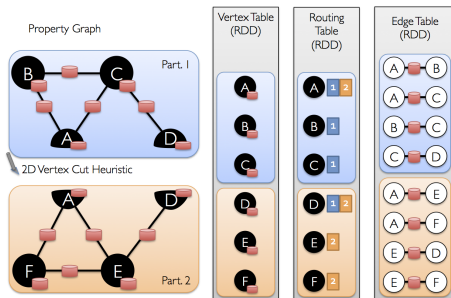 Property Graph
Part. 1
B
C
A
D
2D Vertex Cut Heuristic
A
D
F
E
Part. 2
Vertex Table
(RDD)
A
B
C
D
E
F
Routing
Table
(RDD)
A 1 2
B 1
C 1
D 1 2
E 2
F 2
Edge Table
(RDD)
A B
A C
B C
C D
A E
A F
E D
E F